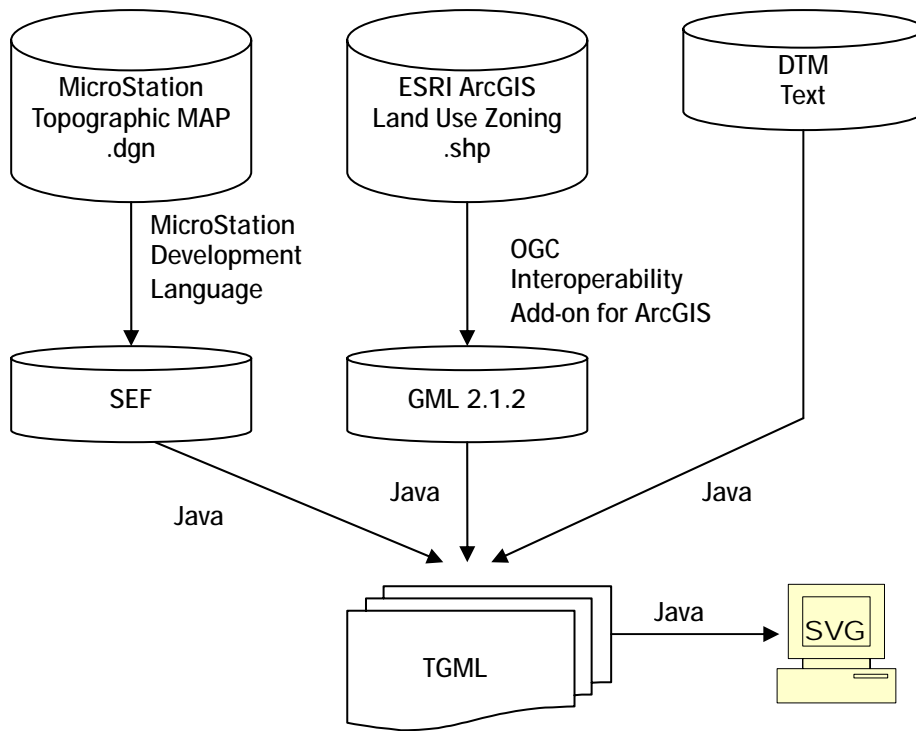 MicroStation
Topographic MAP
.dgn
ESRI ArcGIS
Land Use Zoning
.shp
DTM
Text
MicroStation
Development
Language
OGC
Interoperability
Add-on for ArcGIS
SEF
GML 2.1.2
Java
Java
Java
TGML
Java
SVG